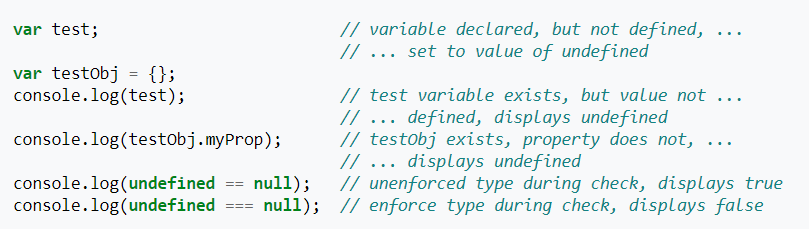 var test;                         // variable declared, but not defined, ...
                                  // ... set to value of undefined
var testObj = {};
console.log(test);                // test variable exists, but value not ...
                                  // ... defined, displays undefined
console.log(testObj.myProp);      // testObj exists, property does not, ...
                                  // ... displays undefined
console.log(undefined == null);   // unenforced type during check, displays true
console.log(undefined === null);  // enforce type during check, displays false